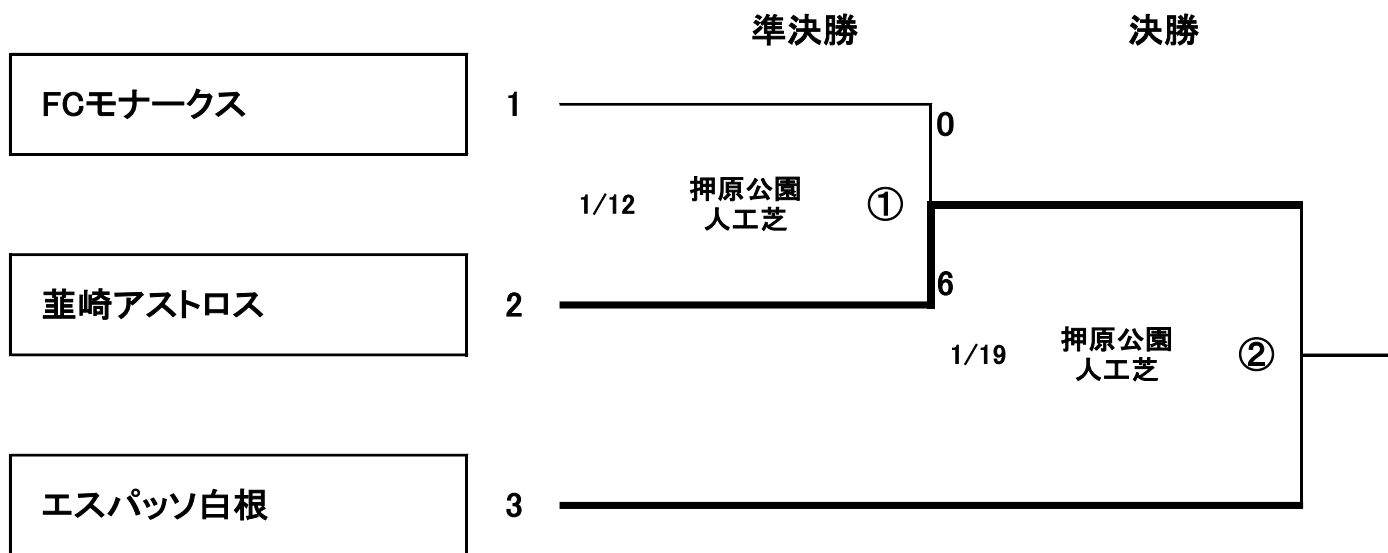 準決勝
決勝
FCモナークス
1
0
1/12
押原公園
人工芝
①
韮崎アストロス
2
6
1/19
押原公園
人工芝
②
エスパッソ白根
3